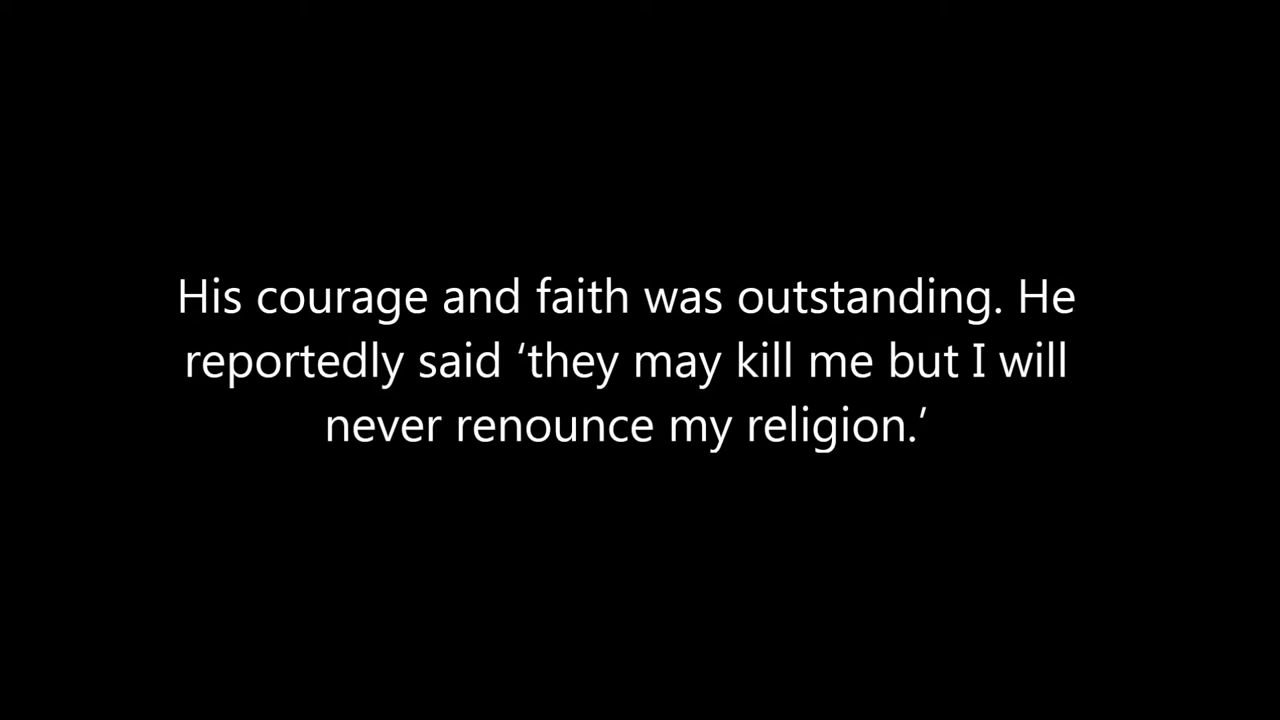 His courage and faith was outstanding. He
reportedly said ‘they may kill me but I will
never renounce my religion.’